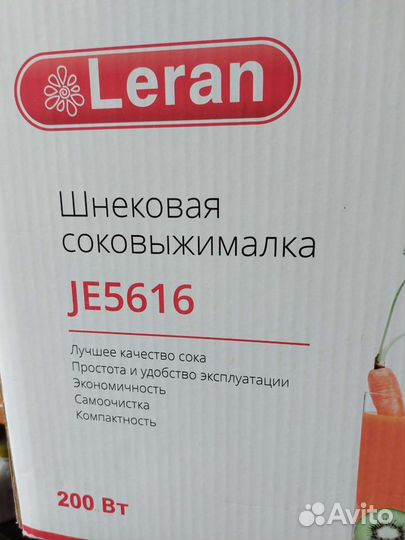 Leran
Шнековая
соковыжималка
JE5616
Лучшее качество сока
Простота и удобство эксплуатации
Экономичность
Самоочистка
Компактность
200 Вт
Avito